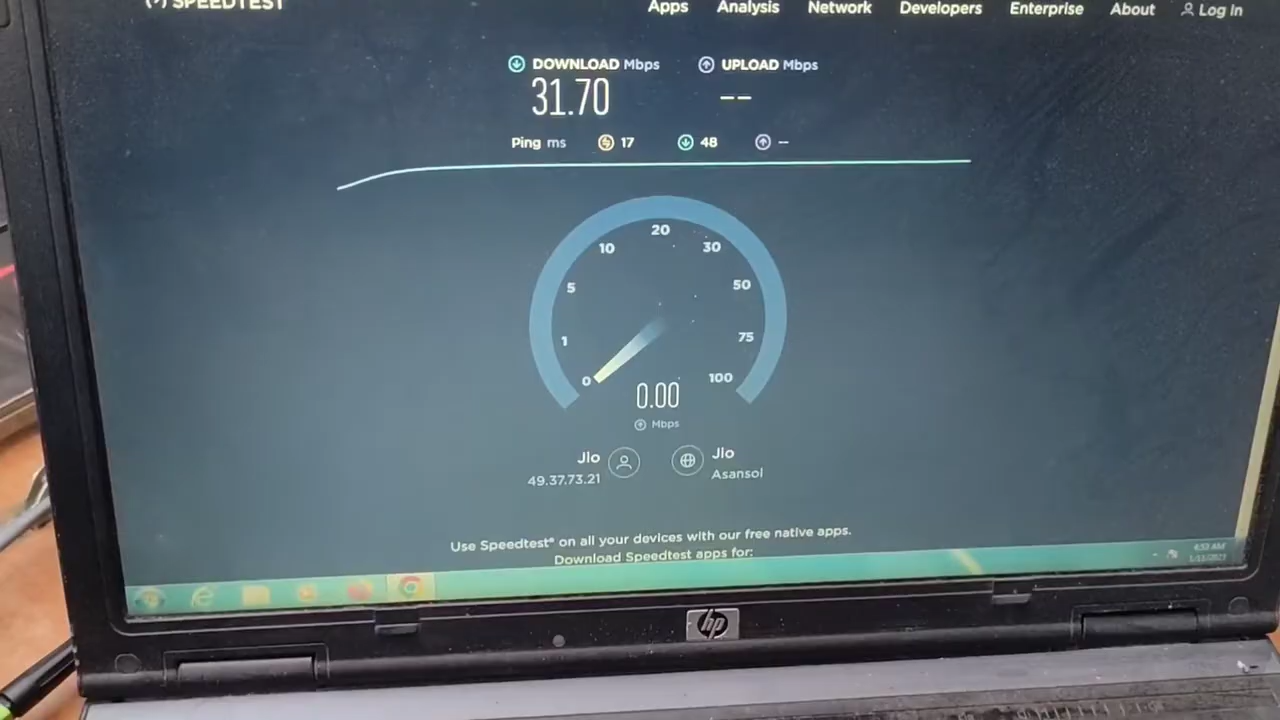 SPEEDTEST
Apps Analysis Network Developers Enterprise About Log In
DOWNLOAD Mbps UPLOAD Mbps
31.70 --
Ping ms 17 48 –
0 1 5 10 20 30 50 75 100
0.00
Mbps
Jio Jio
49.37.73.21 Asansol
Use Speedtest® on all your devices with our free native apps.
Download Speedtest apps for:
hp